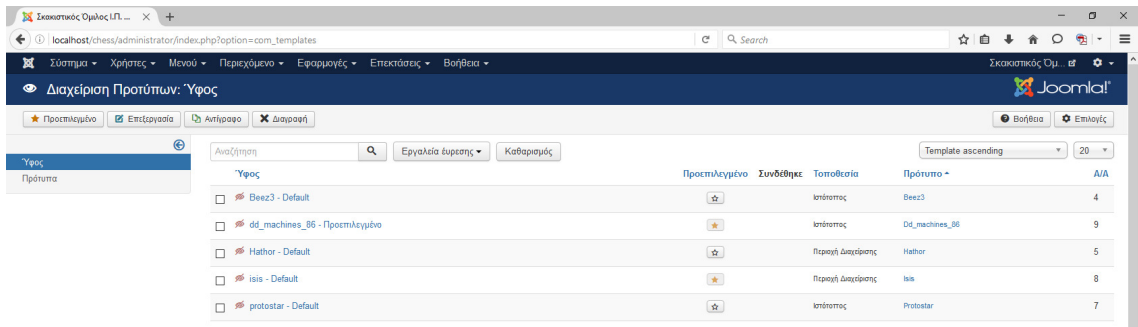 Σκακιστικός Όμιλος Ι.Π. ...
localhost/chess/administrator/index.php?option=com_templates
Search
Σύστημα Χρήστες Μενού Περιεχόμενο Εφαρμογές Επεκτάσεις Βοήθεια Σκακιστικός Όμ...
Διαχείριση Προτύπων: Ύφος Joomla!
Προεπιλεγμένο Επεξεργασία Αντίγραφο Διαγραφή Βοήθεια Επιλογές
Ύφος
Πρότυπα
Αναζήτηση Εργαλεία έυρεσης Καθαρισμός Template ascending 20
Ύφος Προεπιλεγμένο Συνδέθηκε Τοποθεσία Πρότυπο Α/Α
Beez3 - Default Ιστότοπος Beez3 4
dd_machines_86 - Προεπιλεγμένο Ιστότοπος Dd_machines_86 9
Hathor - Default Περιοχή Διαχείρισης Hathor 5
isis - Default Περιοχή Διαχείρισης Isis 8
protostar - Default Ιστότοπος Protostar 7